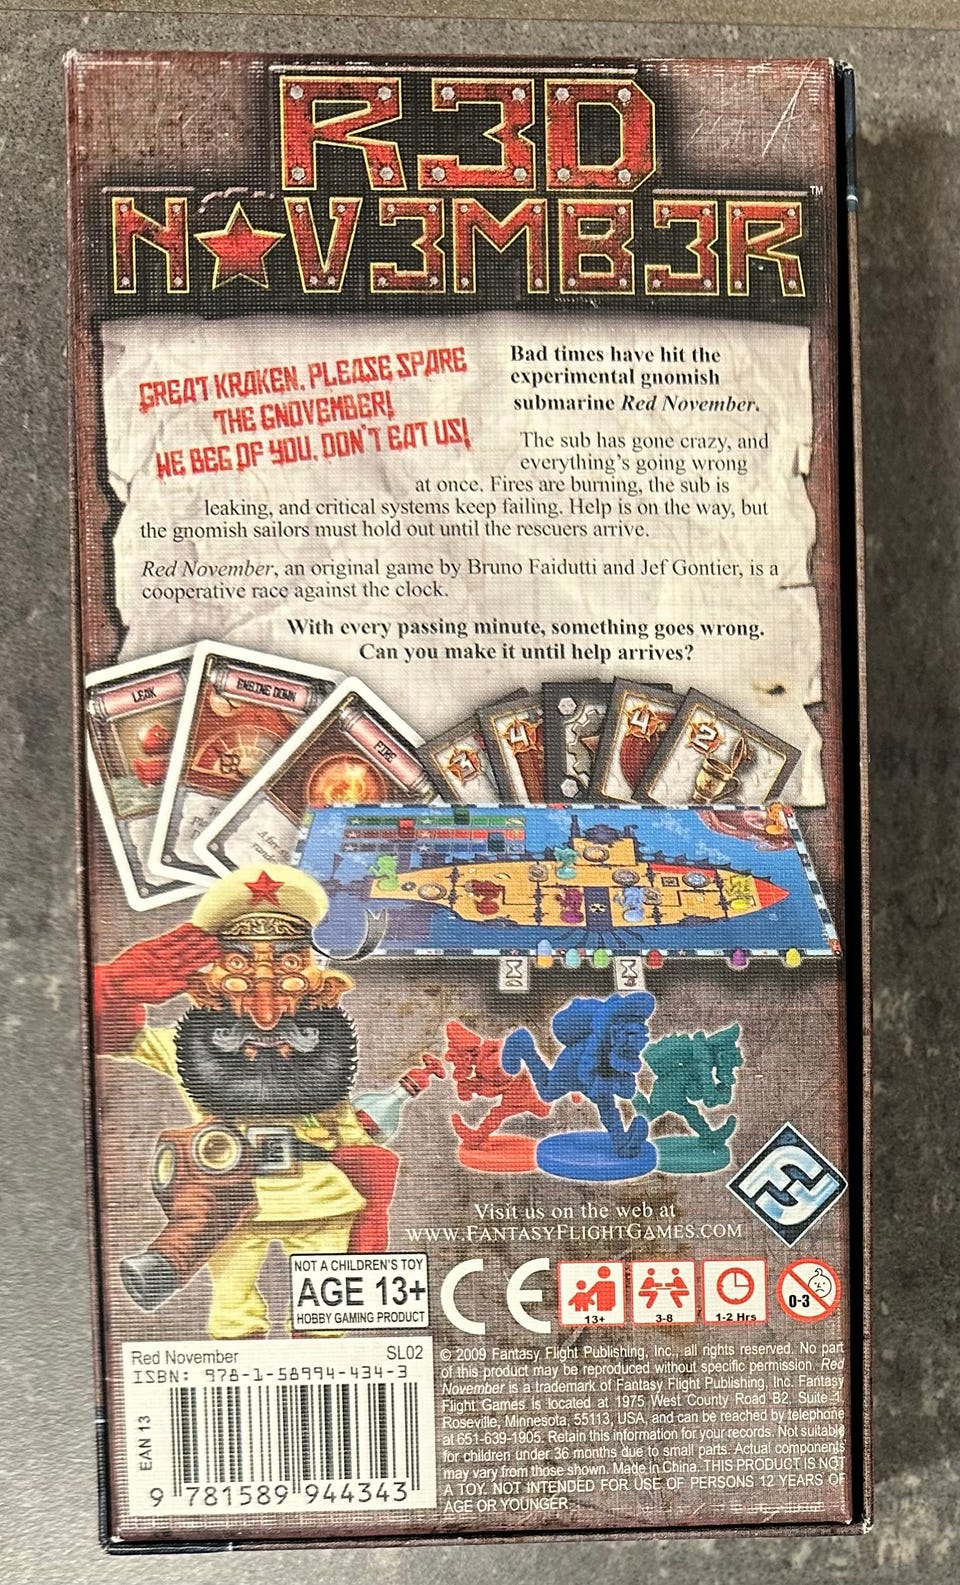 R3D
N★V3MB3R™
GREAT KRAKEN, PLEASE SPARE
THE GNOVEMBER!
WE BEG OF YOU, DON'T EAT US!
Bad times have hit the
experimental gnomish
submarine Red November.
The sub has gone crazy, and
everything's going wrong
at once. Fires are burning, the sub is
leaking, and critical systems keep failing. Help is on the way, but
the gnomish sailors must hold out until the rescuers arrive.
Red November, an original game by Bruno Faidutti and Jef Gontier, is a
cooperative race against the clock.
With every passing minute, something goes wrong.
Can you make it until help arrives?
LEAK
ENGINE DOWN
FIRE
3
4
4
2
Visit us on the web at
WWW.FANTASYFLIGHTGAMES.COM
NOT A CHILDREN'S TOY
AGE 13+
HOBBY GAMING PRODUCT
CE
13+
3-8
1-2 Hrs
0-3
Red November SL02
ISBN: 978-1-58994-434-3
EAN 13
9 781589 944343
© 2009 Fantasy Flight Publishing, Inc., all rights reserved. No part
of this product may be reproduced without specific permission. Red
November is a trademark of Fantasy Flight Publishing, Inc. Fantasy
Flight Games is located at 1975 West County Road B2, Suite 1,
Roseville, Minnesota, 55113, USA, and can be reached by telephone
at 651-639-1905. Retain this information for your records. Not suitable
for children under 36 months due to small parts. Actual components
may vary from those shown. Made in China. THIS PRODUCT IS NOT
A TOY. NOT INTENDED FOR USE OF PERSONS 12 YEARS OF
AGE OR YOUNGER.